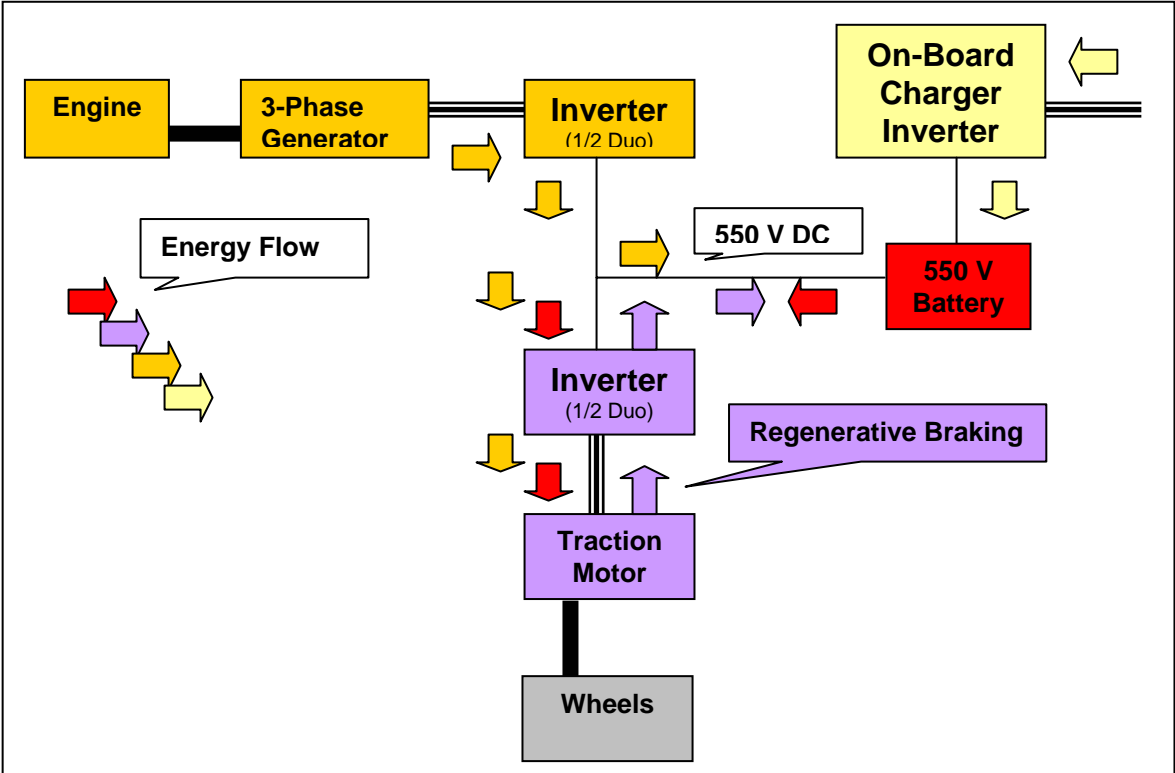 Engine
3-Phase
Generator
Inverter
(1/2 Duo)
On-Board
Charger
Inverter
Energy Flow
550 V DC
550 V
Battery
Inverter
(1/2 Duo)
Regenerative Braking
Traction
Motor
Wheels